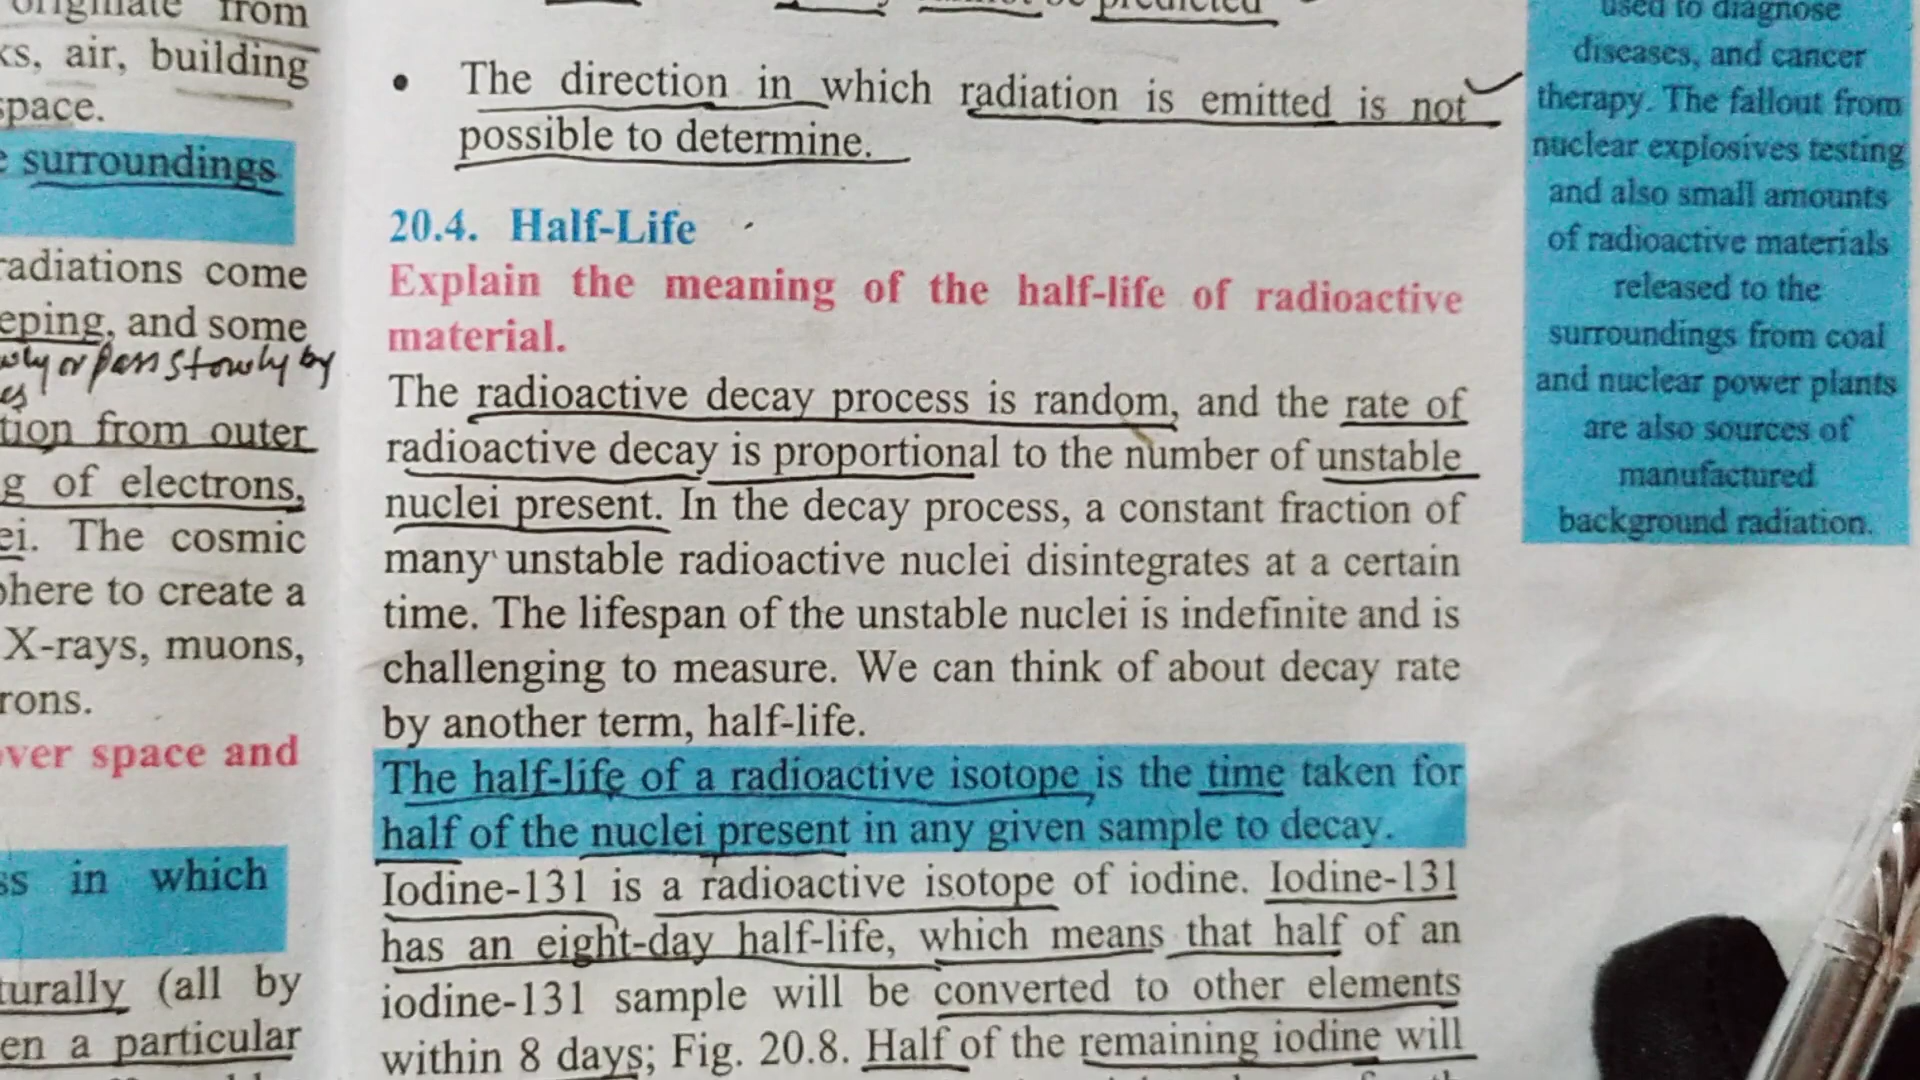 from
air, building
space.
surroundings
radiations come
and some
by
tion from outer
g of electrons,
ei. The cosmic
here to create a
X-rays, muons,
rons.
over space and
ss in which
turally (all by
en a particular
be predicted
• The direction in which radiation is emitted is not
possible to determine.
20.4. Half-Life
Explain the meaning of the half-life of radioactive
material.
The radioactive decay process is random, and the rate of
radioactive decay is proportional to the number of unstable
nuclei present. In the decay process, a constant fraction of
many unstable radioactive nuclei disintegrates at a certain
time. The lifespan of the unstable nuclei is indefinite and is
challenging to measure. We can think of about decay rate
by another term, half-life.
The half-life of a radioactive isotope is the time taken for
half of the nuclei present in any given sample to decay.
Iodine-131 is a radioactive isotope of iodine. Iodine-131
has an eight-day half-life, which means that half of an
iodine-131 sample will be converted to other elements
within 8 days; Fig. 20.8. Half of the remaining iodine will
used to diagnose
diseases, and cancer
therapy. The fallout from
nuclear explosives testing
and also small amounts
of radioactive materials
released to the
surroundings from coal
and nuclear power plants
are also sources of
manufactured
background radiation.